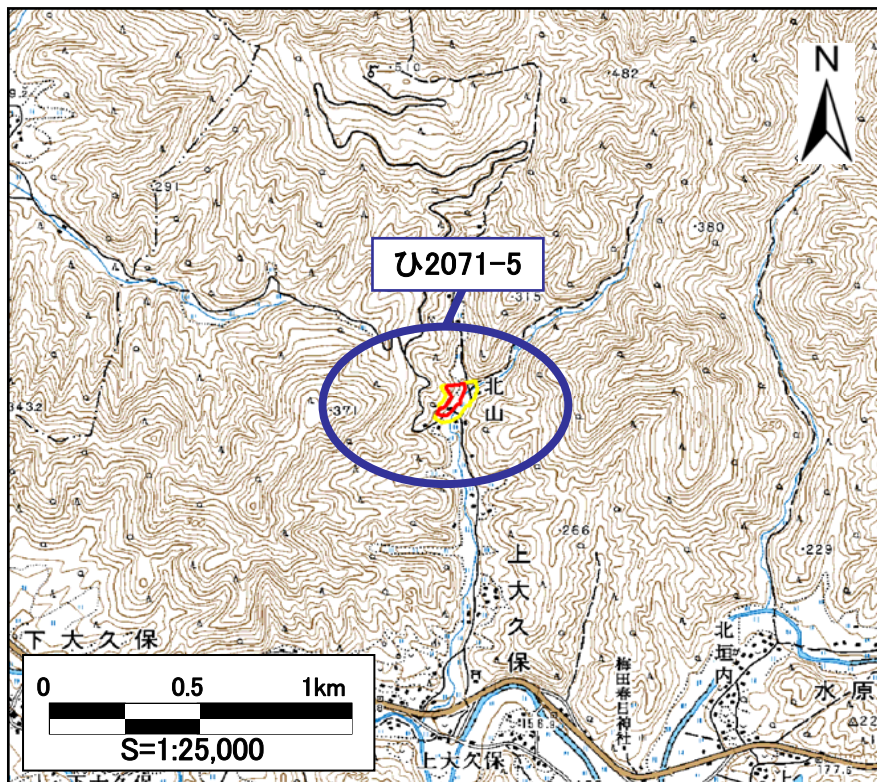 ・510
・482
N
・291
・380
ひ2071-5
・315
北山
・371
・266
上大久保
・229
下大久保
北垣内
梅田春日神社
水原
0 0.5 1km
S=1:25,000
上大久保